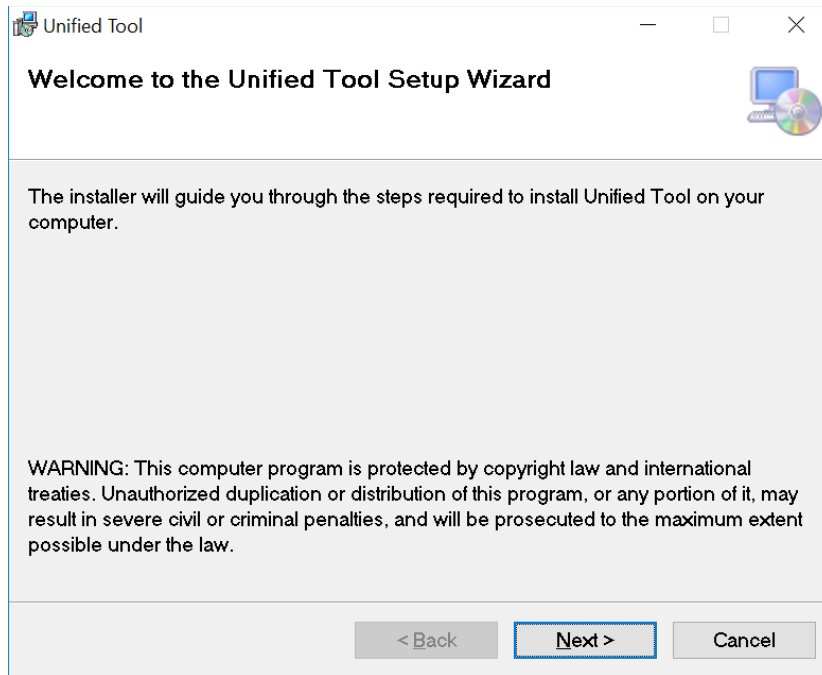 Unified Tool
Welcome to the Unified Tool Setup Wizard
The installer will guide you through the steps required to install Unified Tool on your
computer.
WARNING: This computer program is protected by copyright law and international
treaties. Unauthorized duplication or distribution of this program, or any portion of it, may
result in severe civil or criminal penalties, and will be prosecuted to the maximum extent
possible under the law.
< Back Next > Cancel